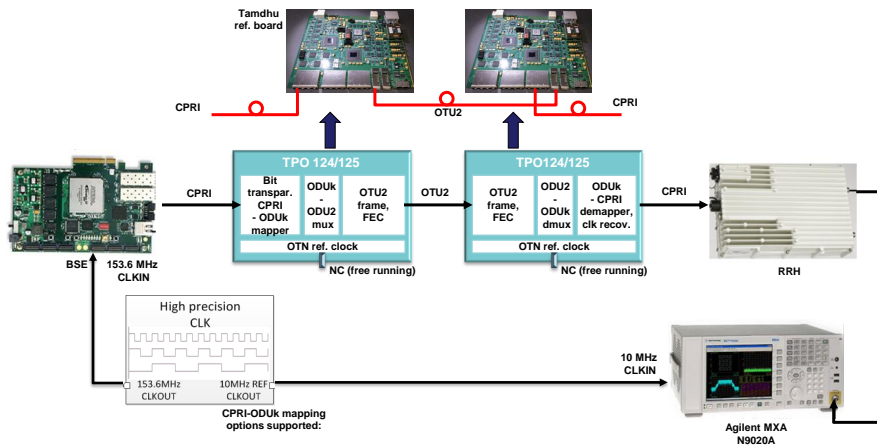 Tamdhu
ref. board
CPRI
OTU2
CPRI
TPO 124/125
Bit
transpar.
CPRI
- ODUk
mapper
ODUk
-
ODU2
mux
OTU2
frame,
FEC
OTN ref. clock
NC (free running)
TPO124/125
OTU2
frame,
FEC
ODU2
-
ODUk
dmux
ODUk
- CPRI
demapper,
clk recov.
OTN ref. clock
NC (free running)
CPRI
OTU2
CPRI
BSE
153.6 MHz
CLKIN
RRH
High precision
CLK
153.6MHz
CLKOUT
10MHz REF
CLKOUT
10 MHz
CLKIN
CPRI-ODUk mapping
options supported:
Agilent MXA
N9020A